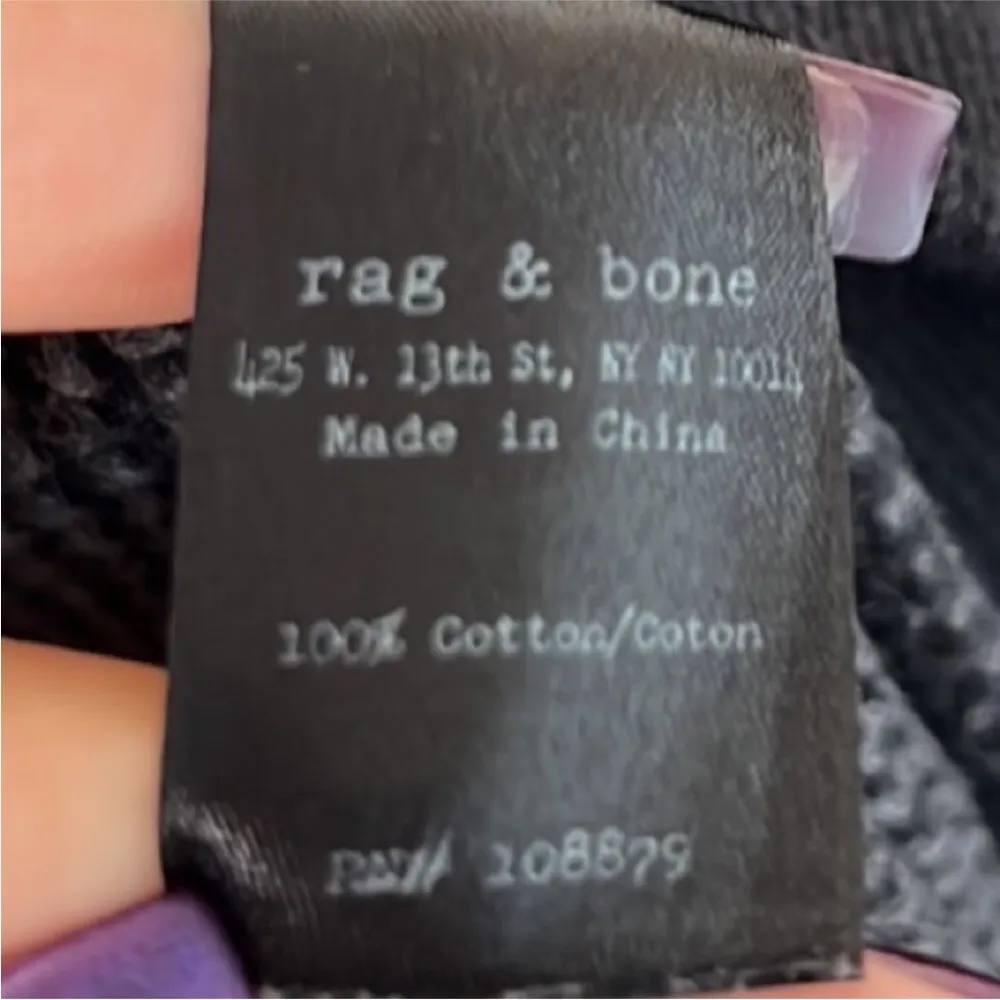 rag & bone
425 W. 13th St, NY NY 10014
Made in China
100% Cotton/Coton
RN# 108879